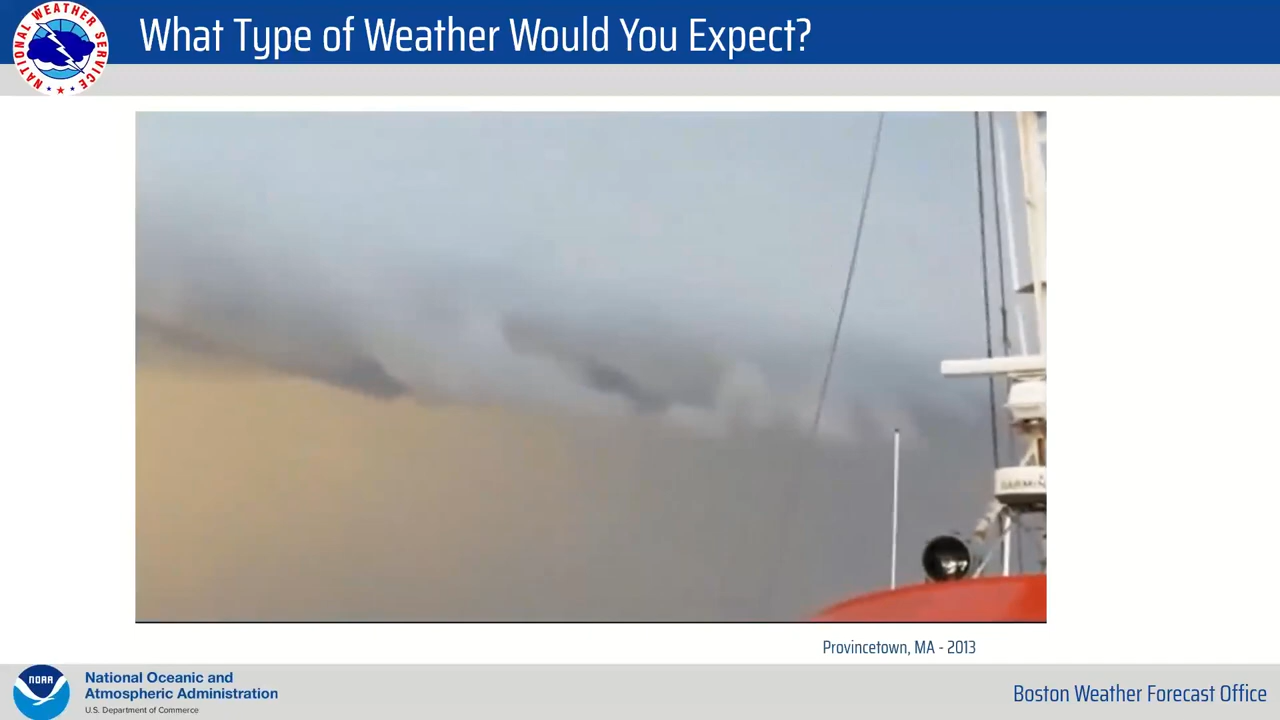 What Type of Weather Would You Expect?
NATIONAL WEATHER SERVICE
GARMIN
Provincetown, MA - 2013
NOAA
National Oceanic and
Atmospheric Administration
U.S. Department of Commerce
Boston Weather Forecast Office